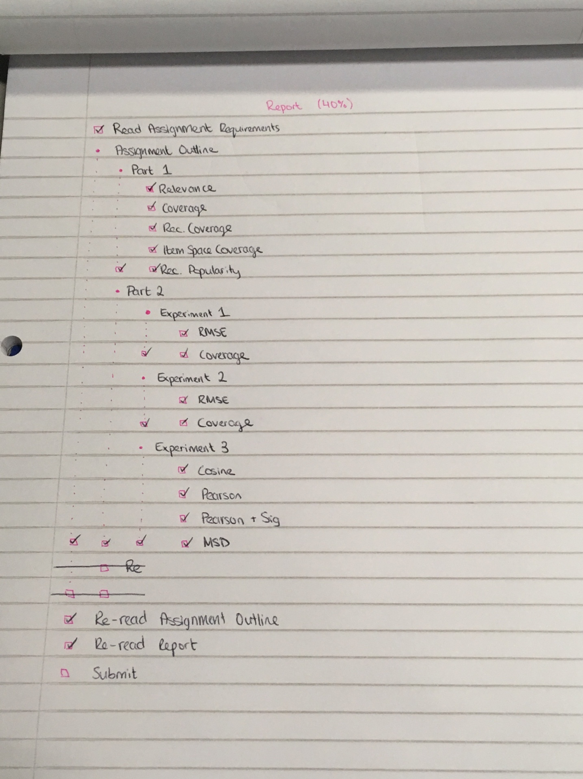 Report (40%)
Read Assignment Requirements
Assignment Outline
Part 1
Relevance
Coverage
Rec Coverage
Item Space Coverage
Rec. Popularity
Part 2
Experiment 1
RMSE
Coverage
Experiment 2
RMSE
Coverage
Experiment 3
Cosine
Pearson
Pearson + Sig
MSD
Re
Re-read Assignment Outline
Re-read Report
Submit